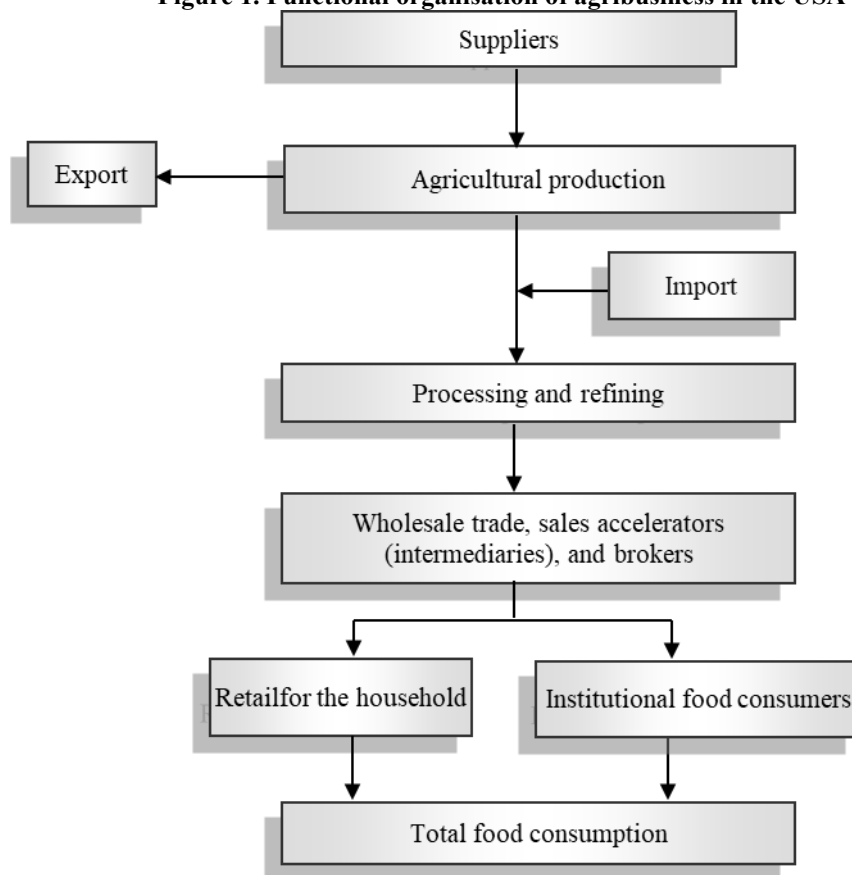 Figure 1. Functional organisation of agribusiness in the USA
Suppliers
Export
Agricultural production
Import
Processing and refining
Wholesale trade, sales accelerators
(intermediaries), and brokers
Retailfor the household
Institutional food consumers
Total food consumption